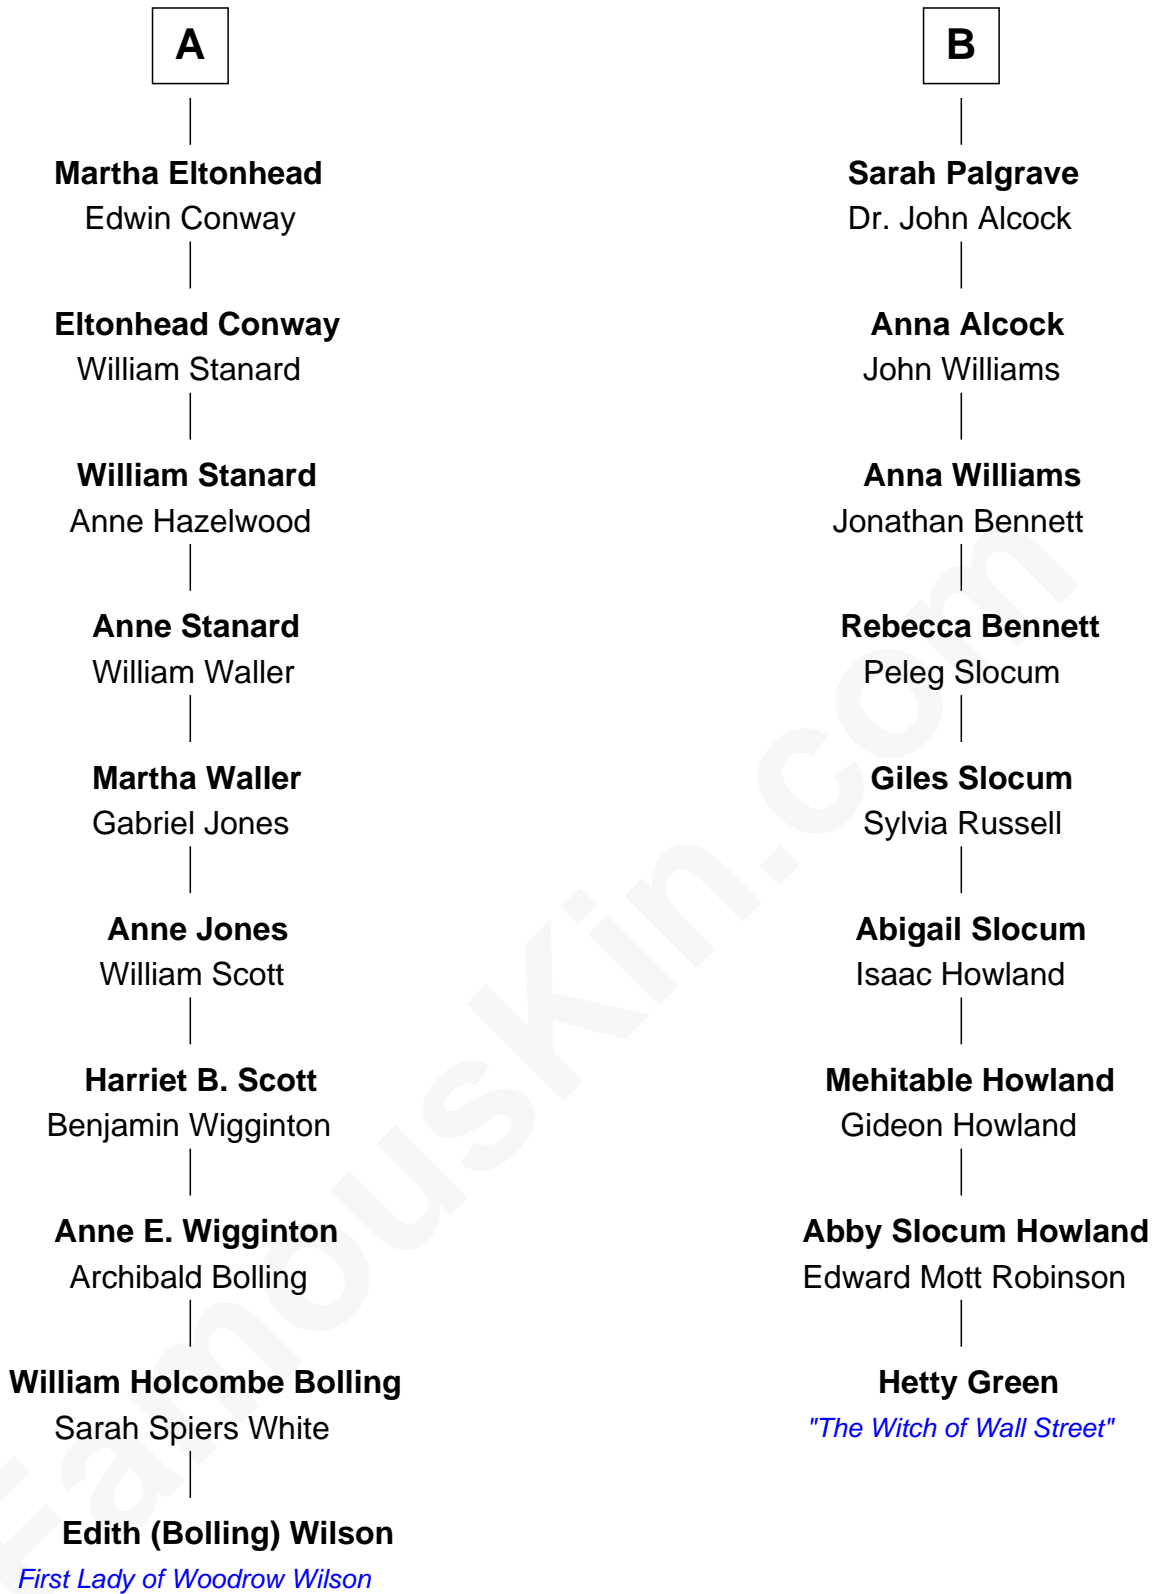 A
Martha Eltonhead
Edwin Conway
Eltonhead Conway
William Stanard
William Stanard
Anne Hazelwood
Anne Stanard
William Waller
Martha Waller
Gabriel Jones
Anne Jones
William Scott
Harriet B. Scott
Benjamin Wigginton
Anne E. Wigginton
Archibald Bolling
William Holcombe Bolling
Sarah Spiers White
Edith (Bolling) Wilson
First Lady of Woodrow Wilson
B
Sarah Palgrave
Dr. John Alcock
Anna Alcock
John Williams
Anna Williams
Jonathan Bennett
Rebecca Bennett
Peleg Slocum
Giles Slocum
Sylvia Russell
Abigail Slocum
Isaac Howland
Mehitable Howland
Gideon Howland
Abby Slocum Howland
Edward Mott Robinson
Hetty Green
"The Witch of Wall Street"
FamousKin.com